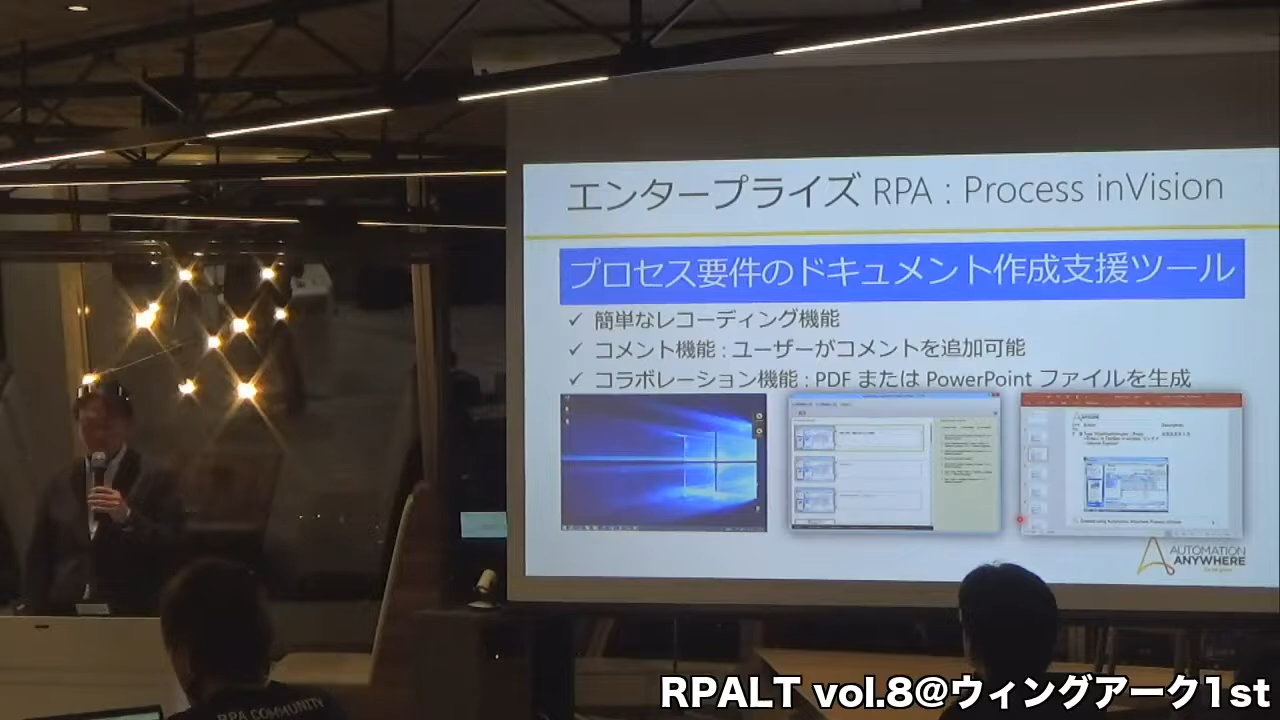 エンタープライズ RPA : Process inVision
プロセス要件のドキュメント作成支援ツール
✓ 簡単なレコーディング機能
✓ コメント機能 : ユーザーがコメントを追加可能
✓ コラボレーション機能 : PDF または PowerPoint ファイルを生成
AUTOMATION
ANYWHERE
RPA COMMUNITY
RPALT vol.8@ウィングアーク1st